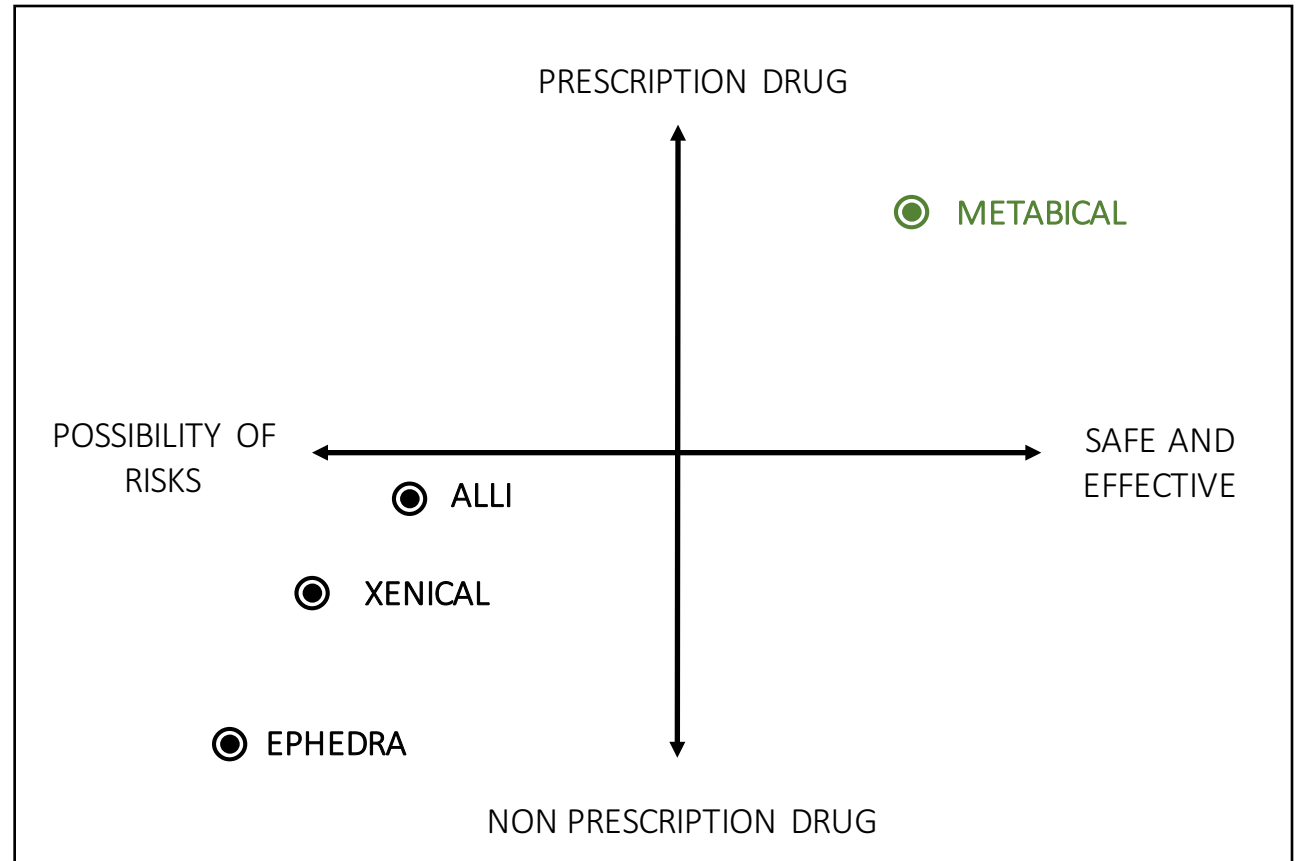 PRESCRIPTION DRUG
METABICAL
POSSIBILITY OF
RISKS
SAFE AND
EFFECTIVE
ALLI
XENICAL
EPHEDRA
NON PRESCRIPTION DRUG